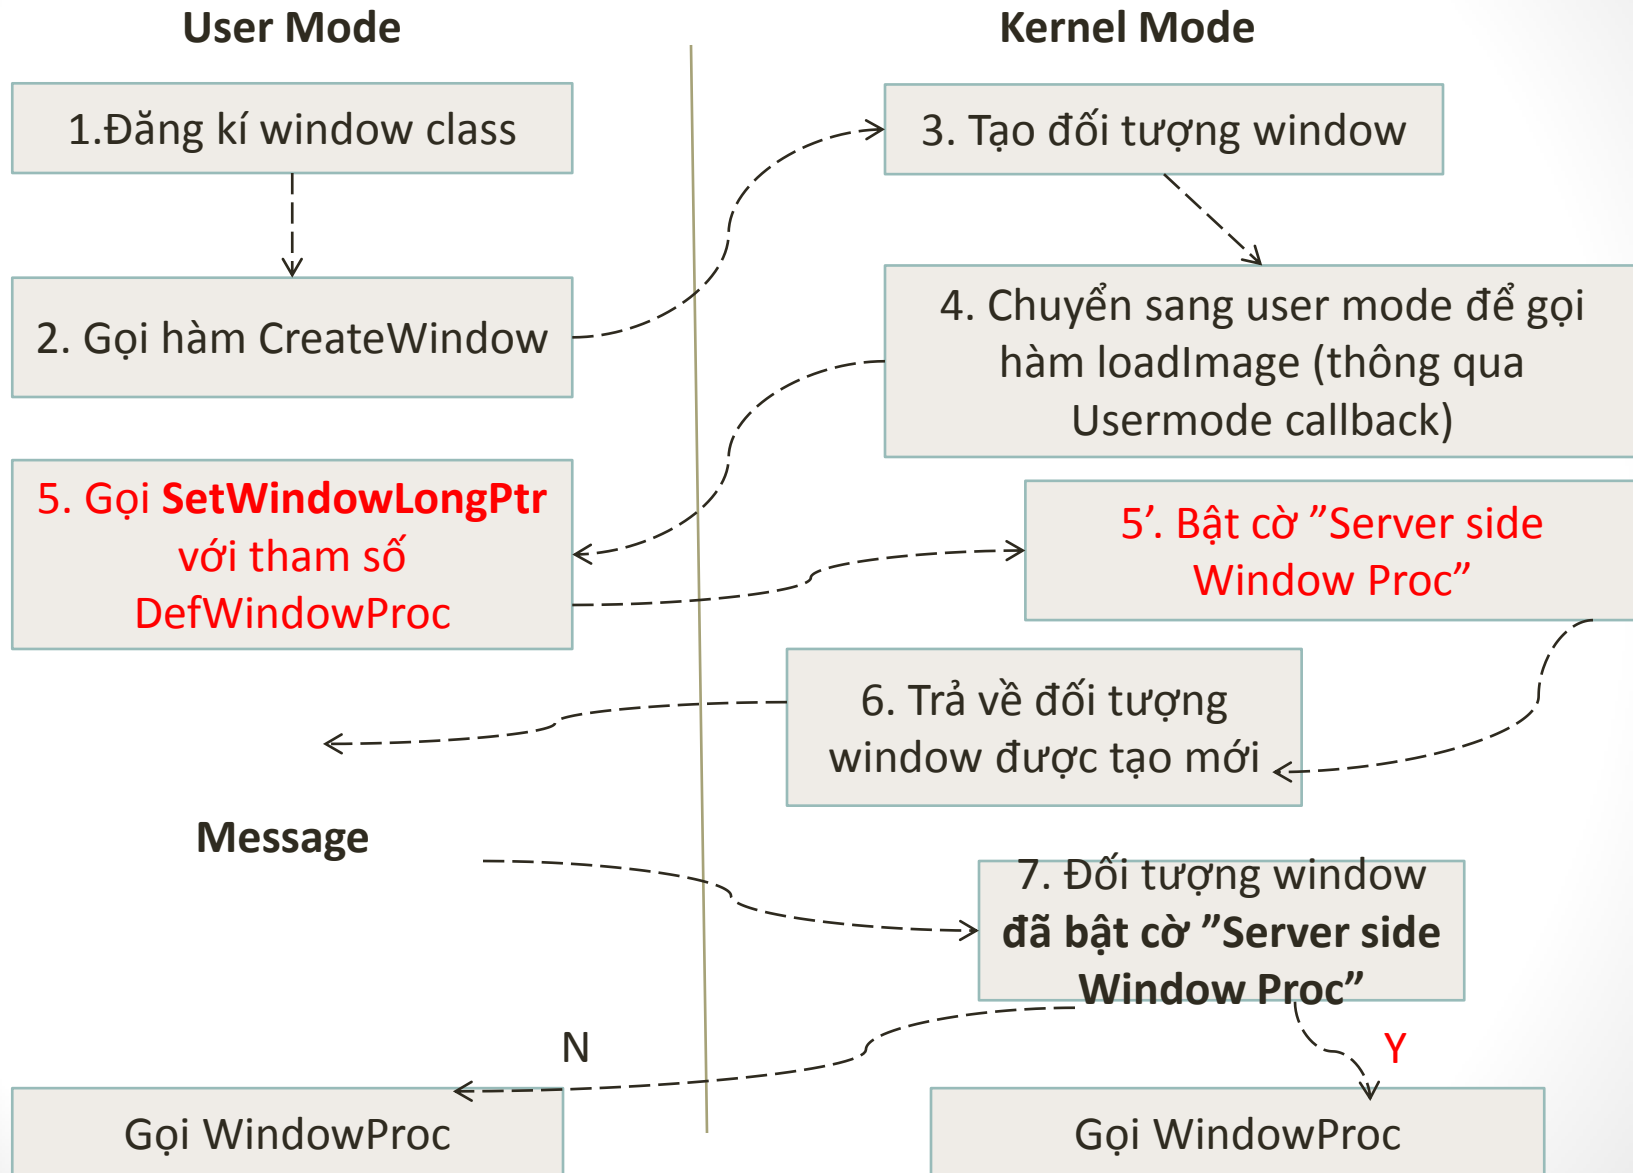 User Mode
Kernel Mode
1.Đăng kí window class
3. Tạo đối tượng window
2. Gọi hàm CreateWindow
4. Chuyển sang user mode để gọi
hàm loadImage (thông qua
Usermode callback)
5. Gọi SetWindowLongPtr
với tham số
DefWindowProc
5’. Bật cờ ”Server side
Window Proc”
6. Trả về đối tượng
window được tạo mới
Message
7. Đối tượng window
đã bật cờ ”Server side
Window Proc”
N
Y
Gọi WindowProc
Gọi WindowProc